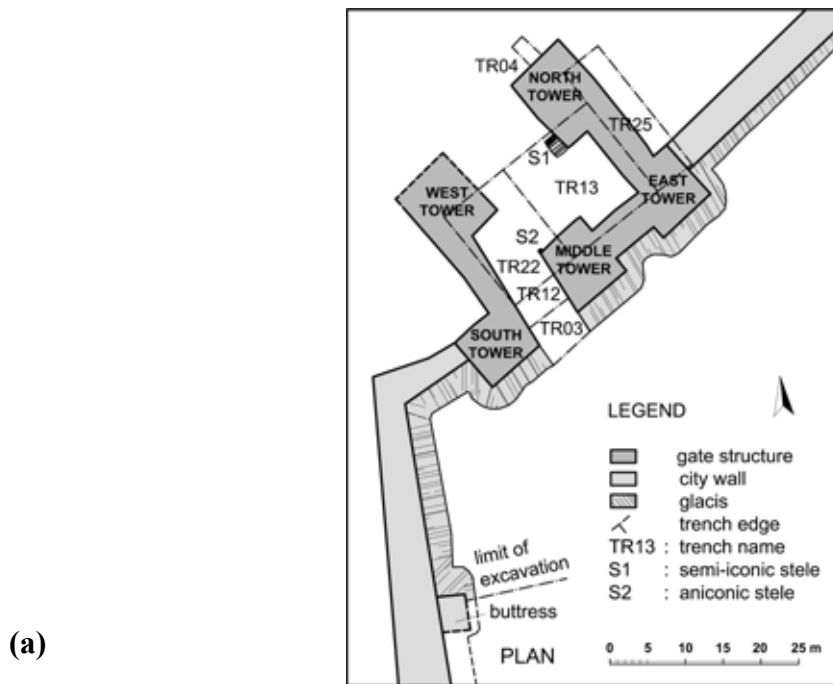 TR04
NORTH
TOWER
TR25
S1
WEST
TOWER
TR13
EAST
TOWER
S2
MIDDLE
TOWER
TR22
TR12
TR03
SOUTH
TOWER
LEGEND
gate structure
city wall
glacis
trench edge
TR13 : trench name
S1 : semi-iconic stele
S2 : aniconic stele
limit of
excavation
buttress
(a)
PLAN
0 5 10 15 20 25 m